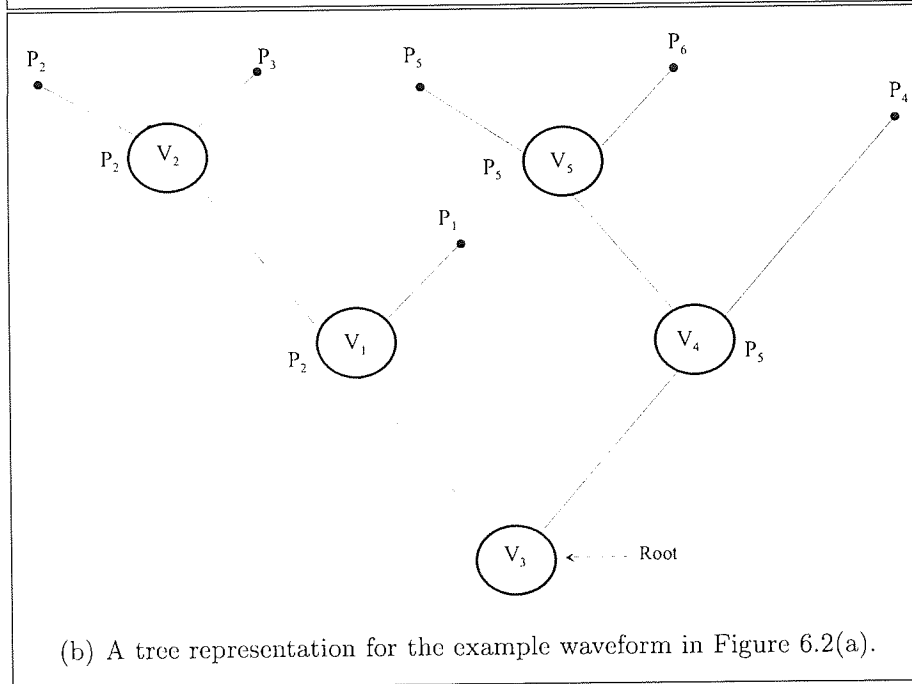 P₂
P₃
P₅
P₆
P₄
P₂
V₂
P₅
V₅
P₁
P₂
V₁
V₄
P₅
V₃
Root
(b) A tree representation for the example waveform in Figure 6.2(a).